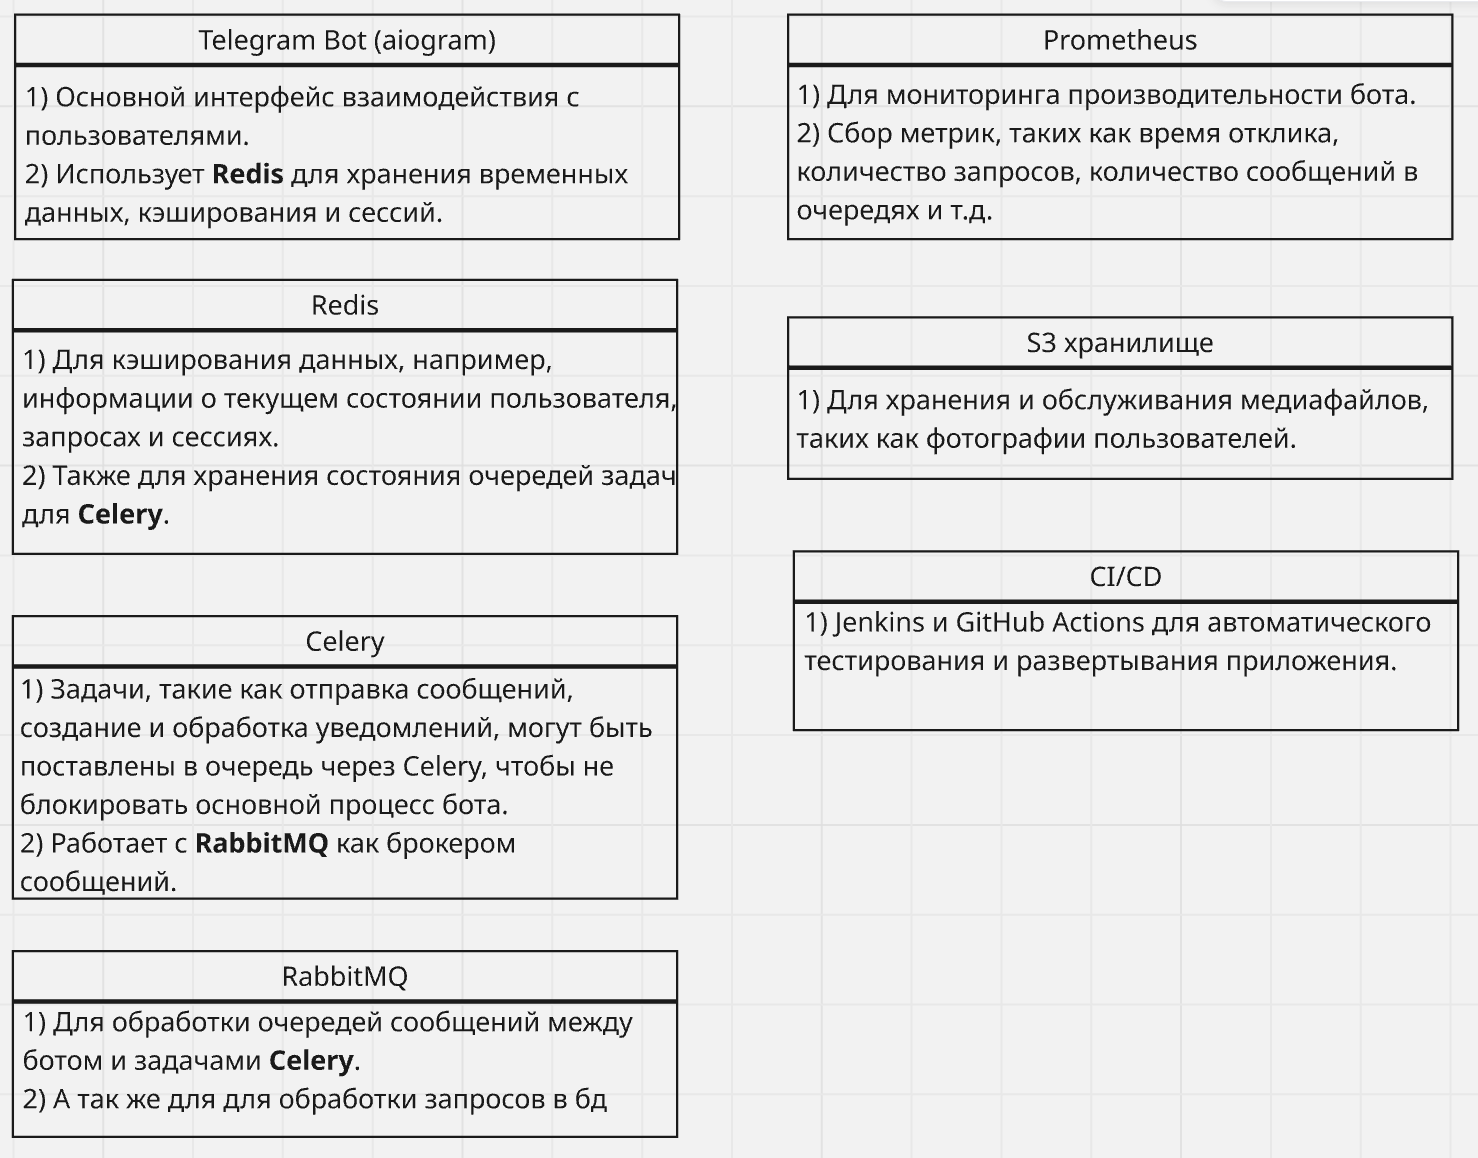 Telegram Bot (aiogram)
1) Основной интерфейс взаимодействия с
пользователями.
2) Использует Redis для хранения временных
данных, кэширования и сессий.
Redis
1) Для кэширования данных, например,
информации о текущем состоянии пользователя,
запросах и сессиях.
2) Также для хранения состояния очередей задач
для Celery.
Celery
1) Задачи, такие как отправка сообщений,
создание и обработка уведомлений, могут быть
поставлены в очередь через Celery, чтобы не
блокировать основной процесс бота.
2) Работает с RabbitMQ как брокером
сообщений.
RabbitMQ
1) Для обработки очередей сообщений между
ботом и задачами Celery.
2) А так же для для обработки запросов в бд
Prometheus
1) Для мониторинга производительности бота.
2) Сбор метрик, таких как время отклика,
количество запросов, количество сообщений в
очередях и т.д.
S3 хранилище
1) Для хранения и обслуживания медиафайлов,
таких как фотографии пользователей.
CI/CD
1) Jenkins и GitHub Actions для автоматического
тестирования и развертывания приложения.